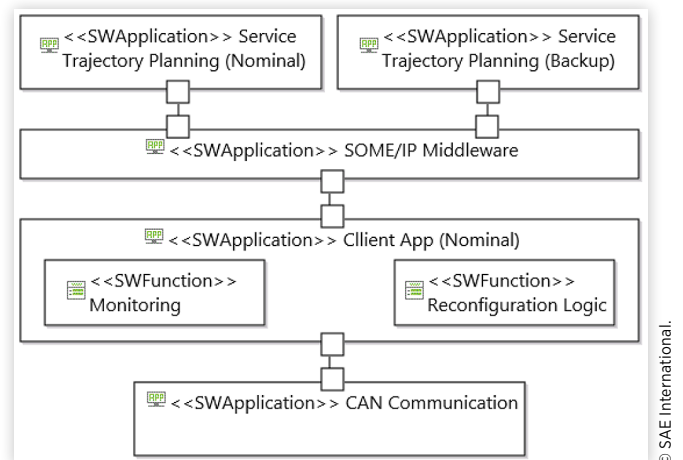 <<SWApplication>> Service
Trajectory Planning (Nominal)
<<SWApplication>> Service
Trajectory Planning (Backup)
<<SWApplication>> SOME/IP Middleware
<<SWApplication>> Cllient App (Nominal)
<<SWFunction>>
Monitoring
<<SWFunction>>
Reconfiguration Logic
<<SWApplication>> CAN Communication
© SAE International.